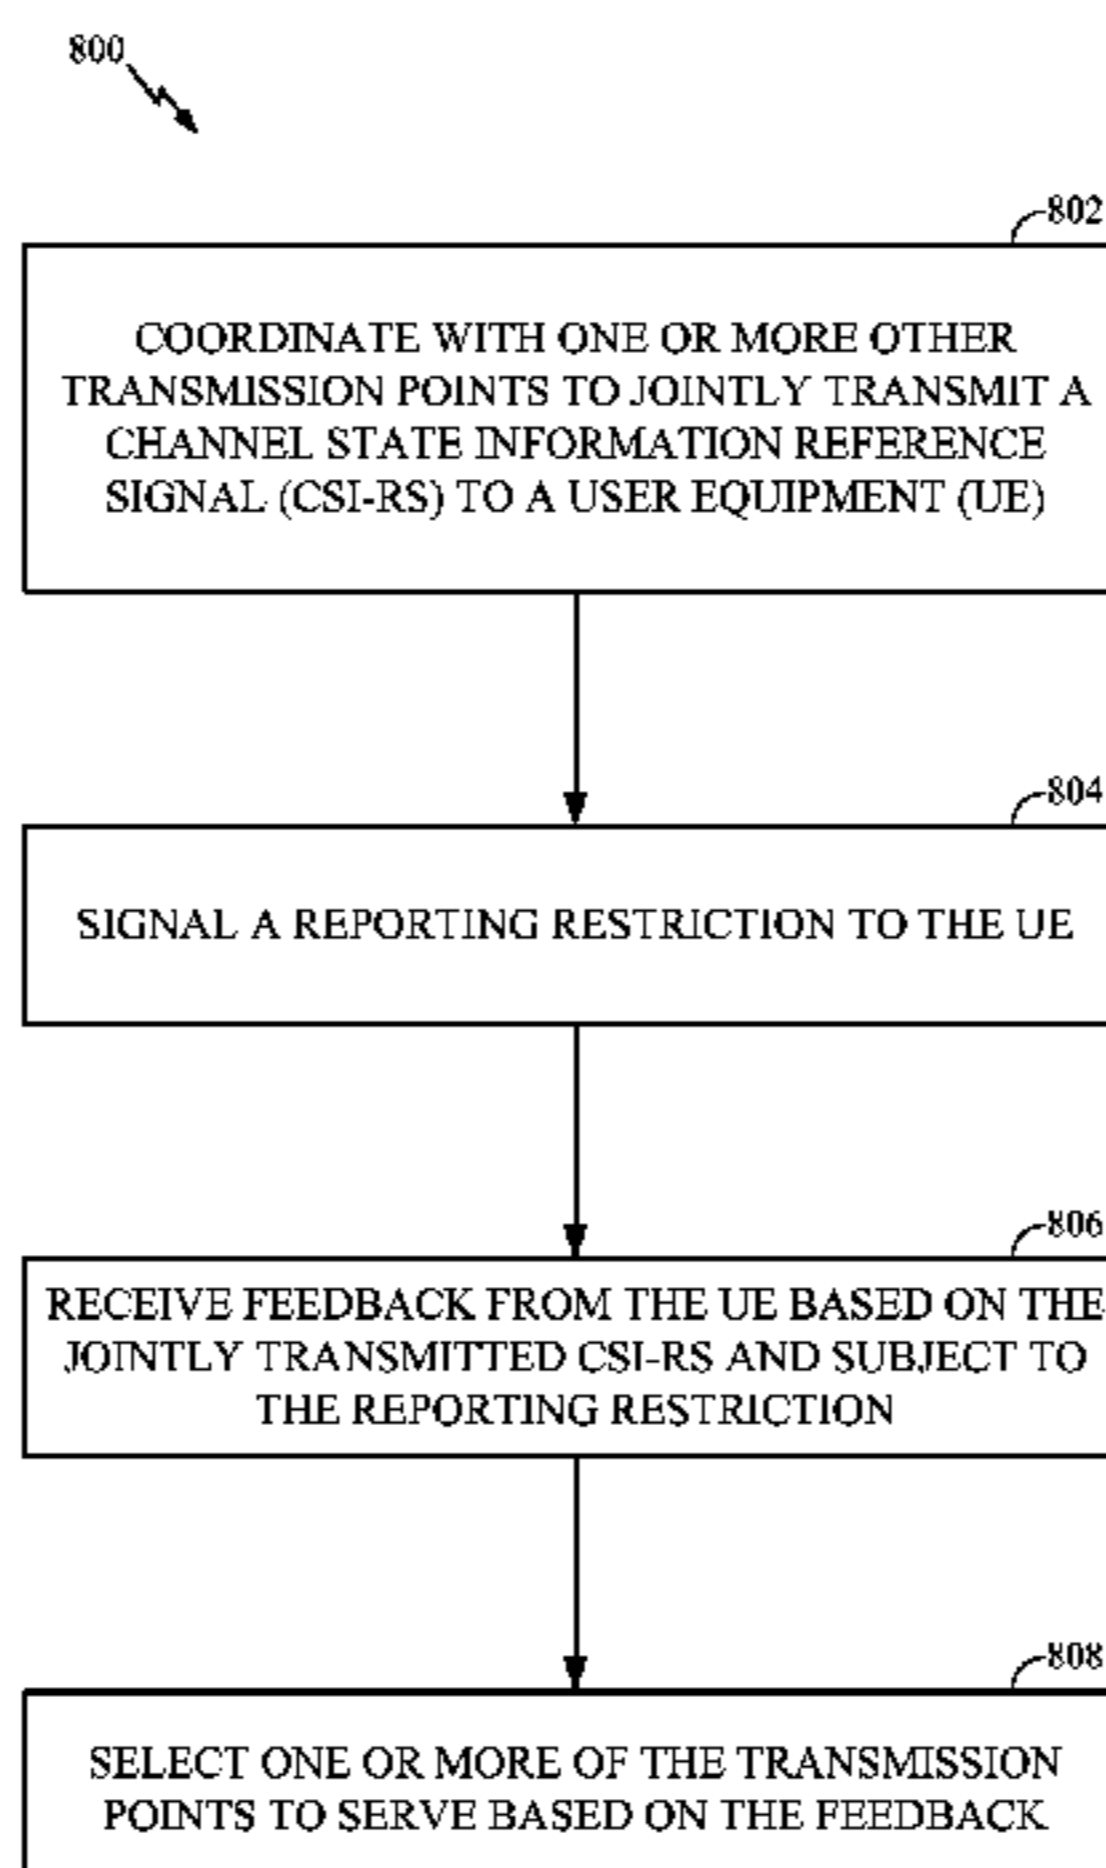 800
802
COORDINATE WITH ONE OR MORE OTHER
TRANSMISSION POINTS TO JOINTLY TRANSMIT A
CHANNEL STATE INFORMATION REFERENCE
SIGNAL (CSI-RS) TO A USER EQUIPMENT (UE)
804
SIGNAL A REPORTING RESTRICTION TO THE UE
806
RECEIVE FEEDBACK FROM THE UE BASED ON THE
JOINTLY TRANSMITTED CSI-RS AND SUBJECT TO
THE REPORTING RESTRICTION
808
SELECT ONE OR MORE OF THE TRANSMISSION
POINTS TO SERVE BASED ON THE FEEDBACK